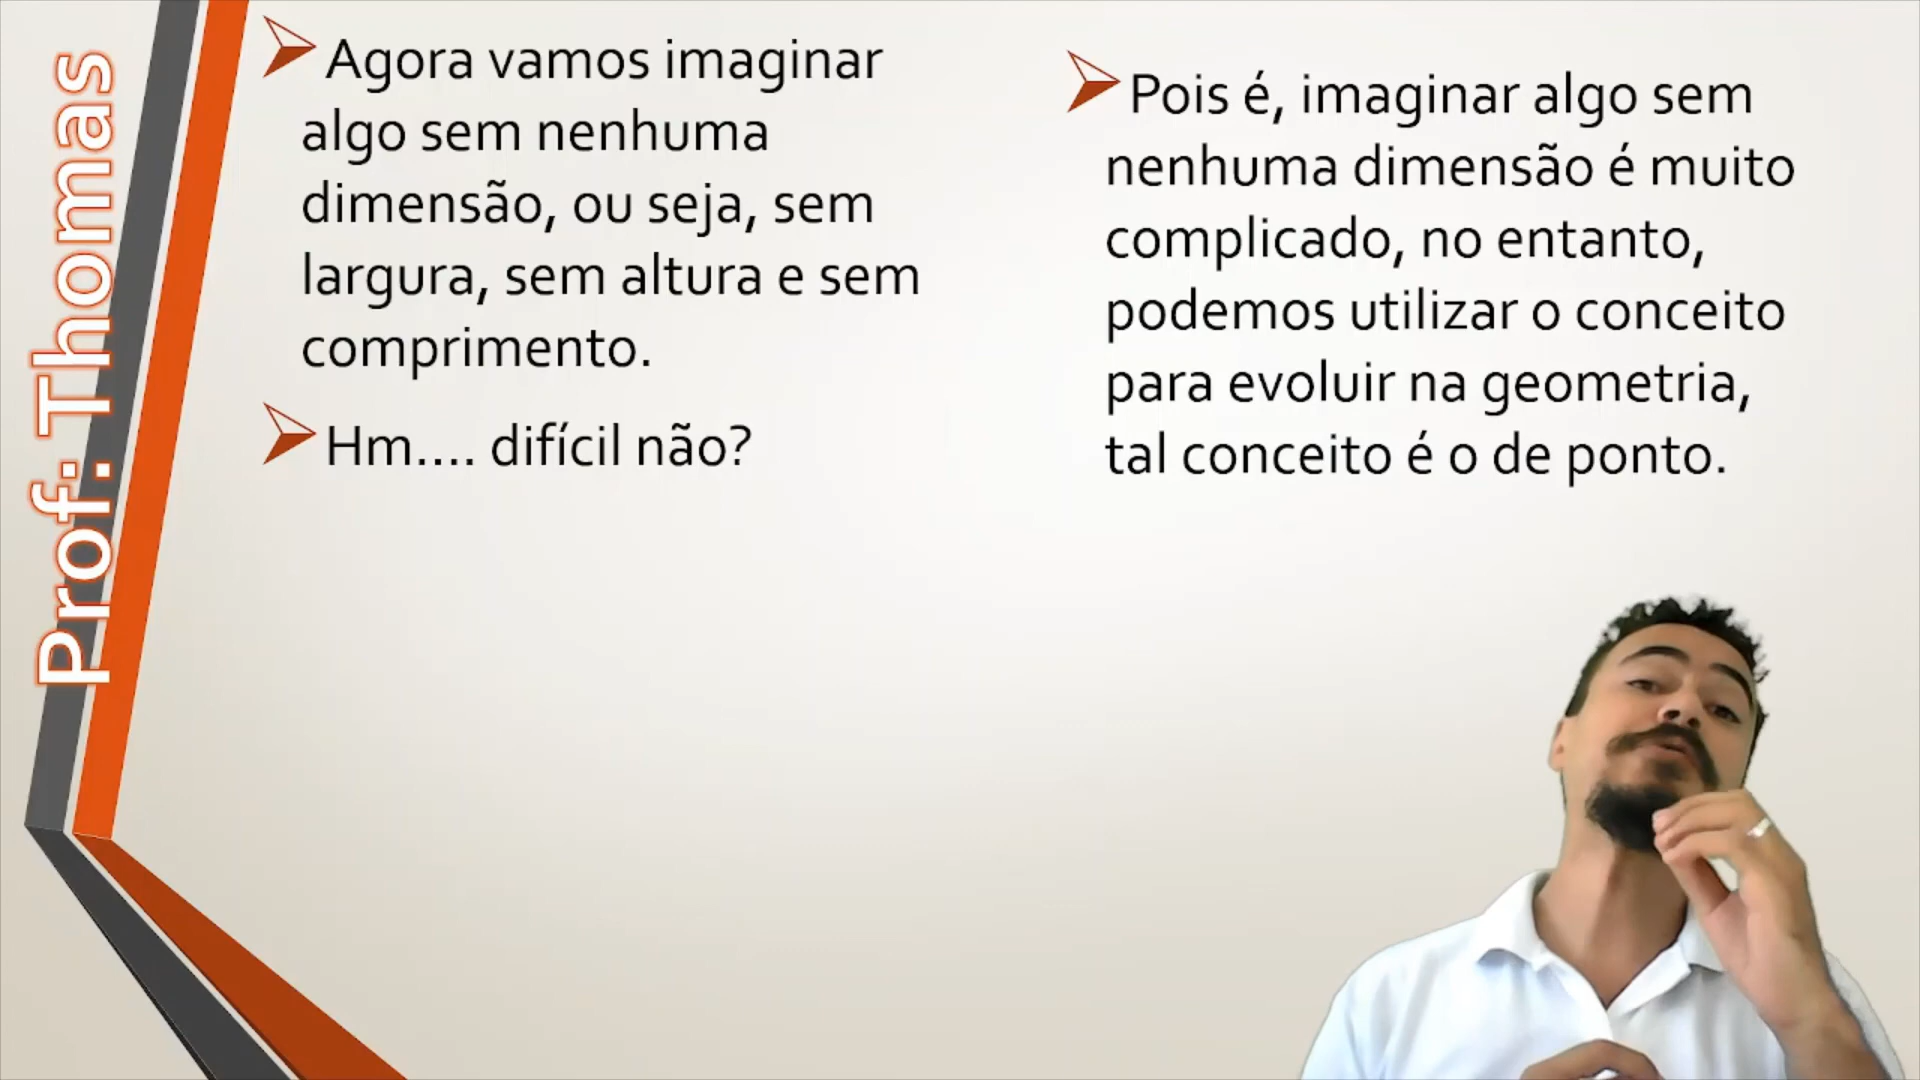 Prof: Thomas
Agora vamos imaginar
algo sem nenhuma
dimensão, ou seja, sem
largura, sem altura e sem
comprimento.
Hm.... difícil não?
Pois é, imaginar algo sem
nenhuma dimensão é muito
complicado, no entanto,
podemos utilizar o conceito
para evoluir na geometria,
tal conceito é o de ponto.